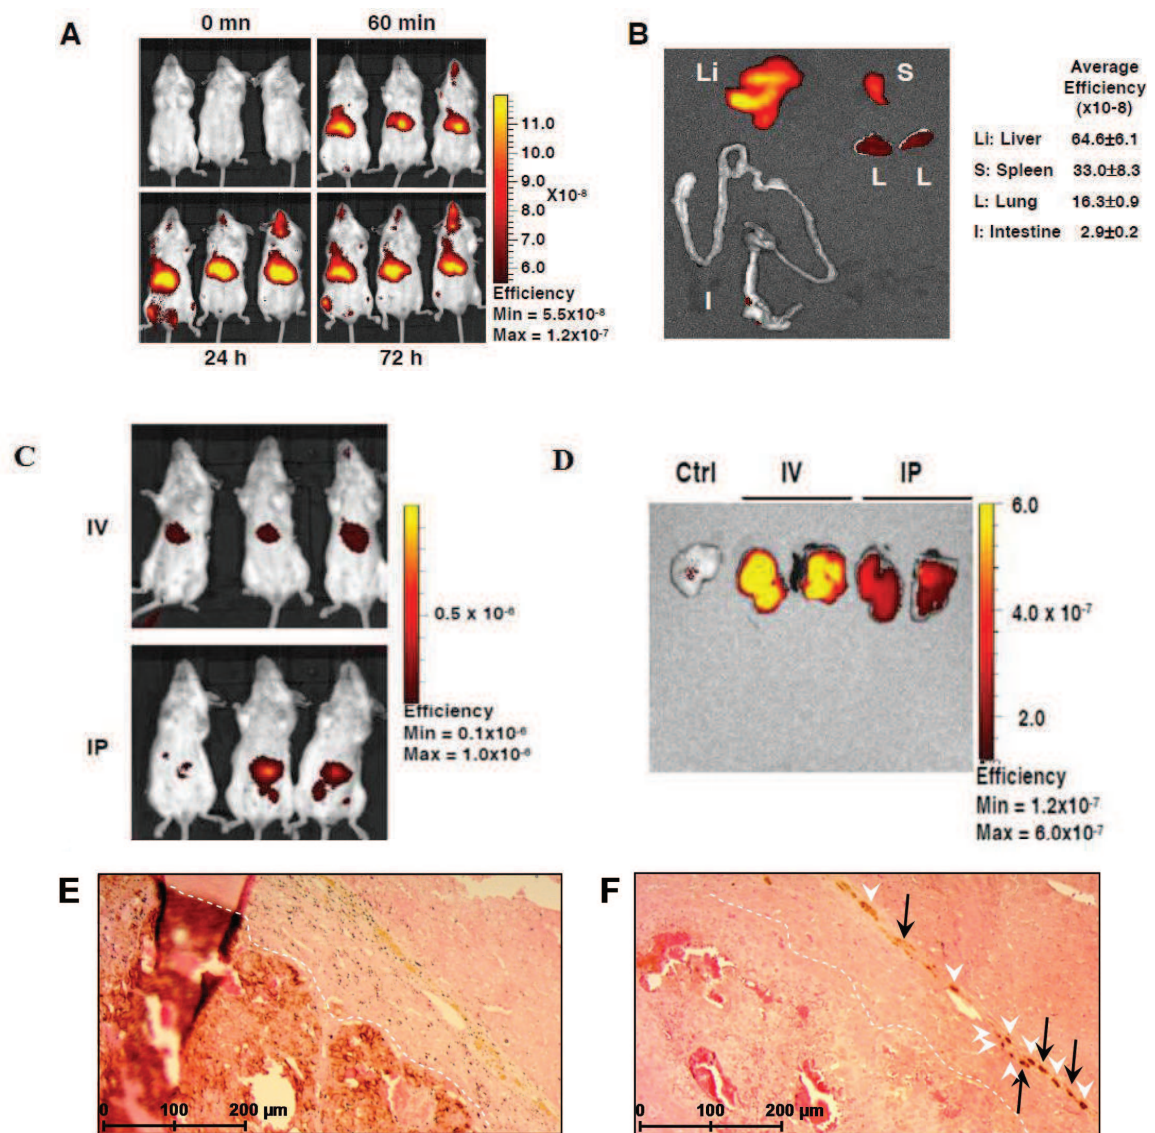 A
0 mn
60 min
11.0
10.0
9.0
X10-8
8.0
7.0
6.0
Efficiency
Min = 5.5x10-8
Max = 1.2x10-7
24 h
72 h
B
Li
S
L
L
I
Average
Efficiency
(x10-8)
Li: Liver 64.6±6.1
S: Spleen 33.0±8.3
L: Lung 16.3±0.9
I: Intestine 2.9±0.2
C
IV
IP
0.5 x 10-6
Efficiency
Min = 0.1x10-6
Max = 1.0x10-6
D
Ctrl
IV
IP
6.0
4.0 x 10-7
2.0
Efficiency
Min = 1.2x10-7
Max = 6.0x10-7
E
0 100 200 µm
F
0 100 200 µm